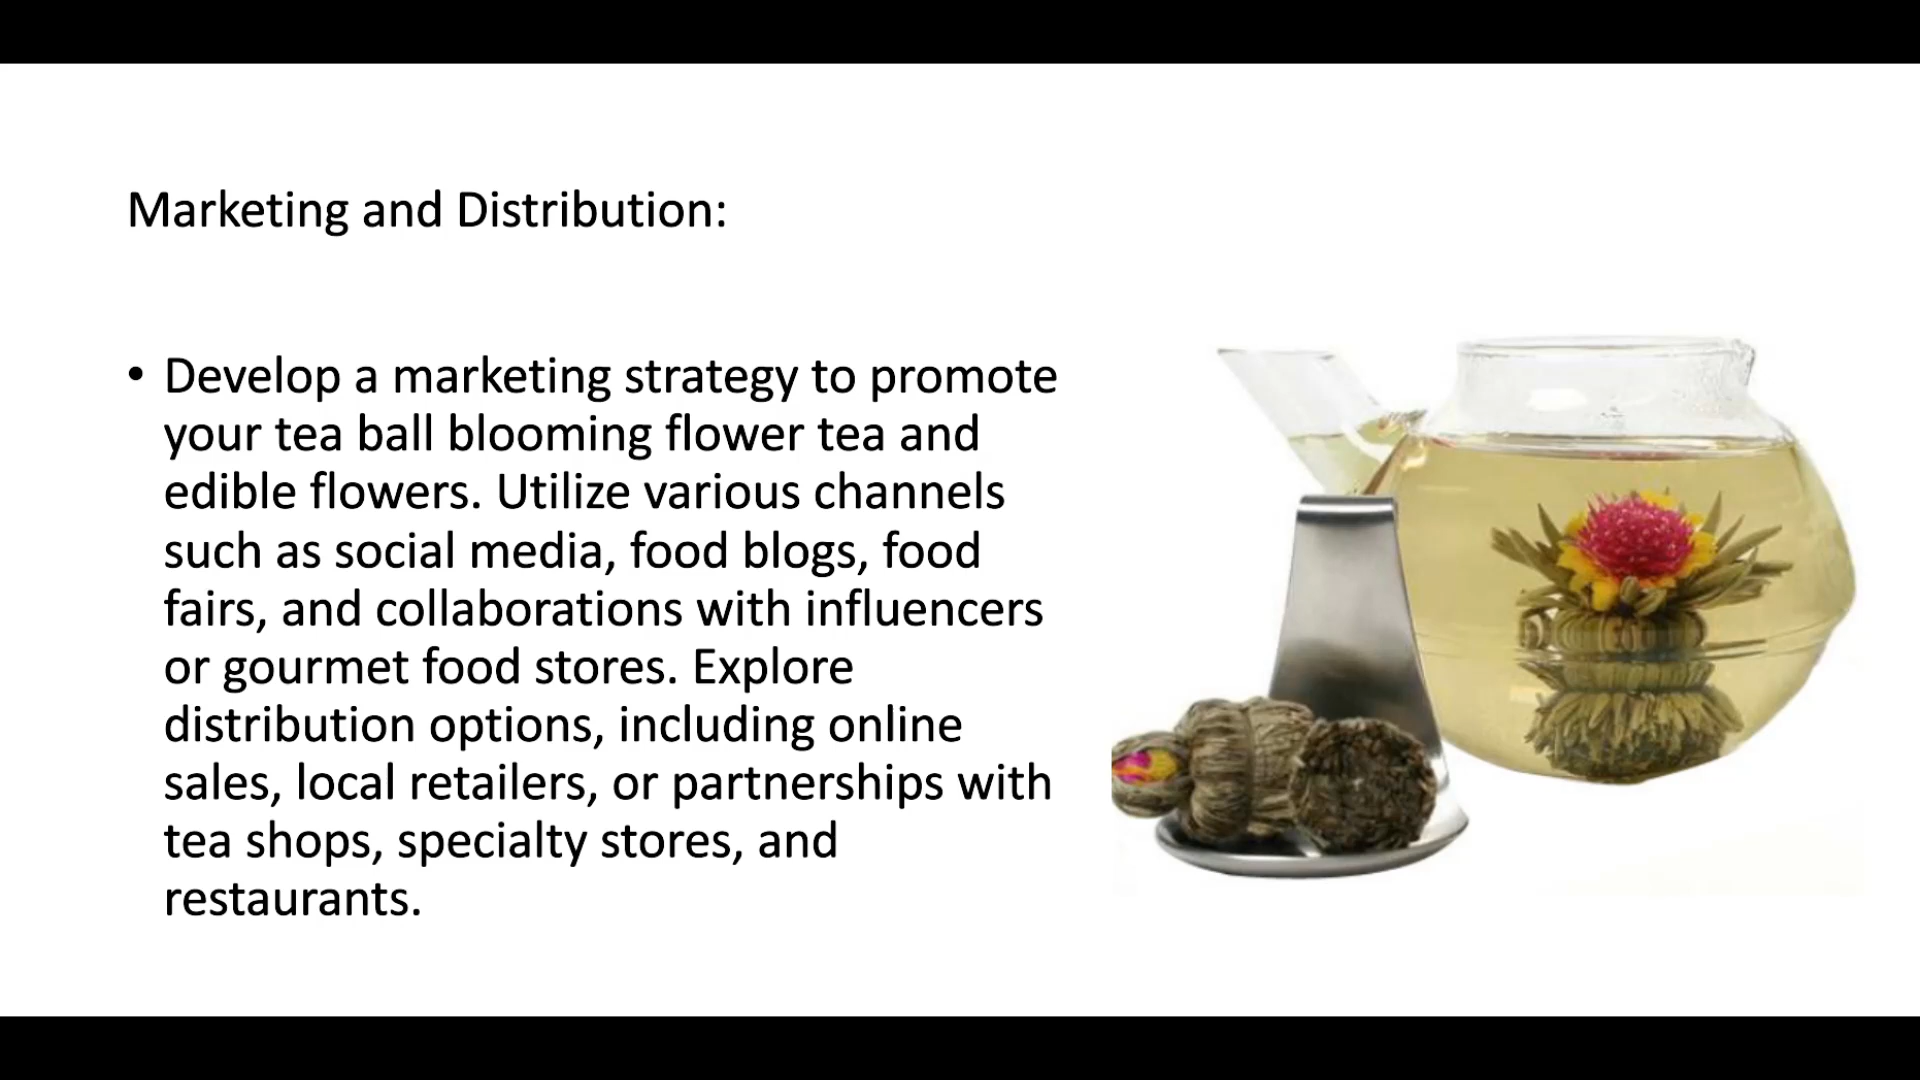 Marketing and Distribution:
• Develop a marketing strategy to promote
your tea ball blooming flower tea and
edible flowers. Utilize various channels
such as social media, food blogs, food
fairs, and collaborations with influencers
or gourmet food stores. Explore
distribution options, including online
sales, local retailers, or partnerships with
tea shops, specialty stores, and
restaurants.